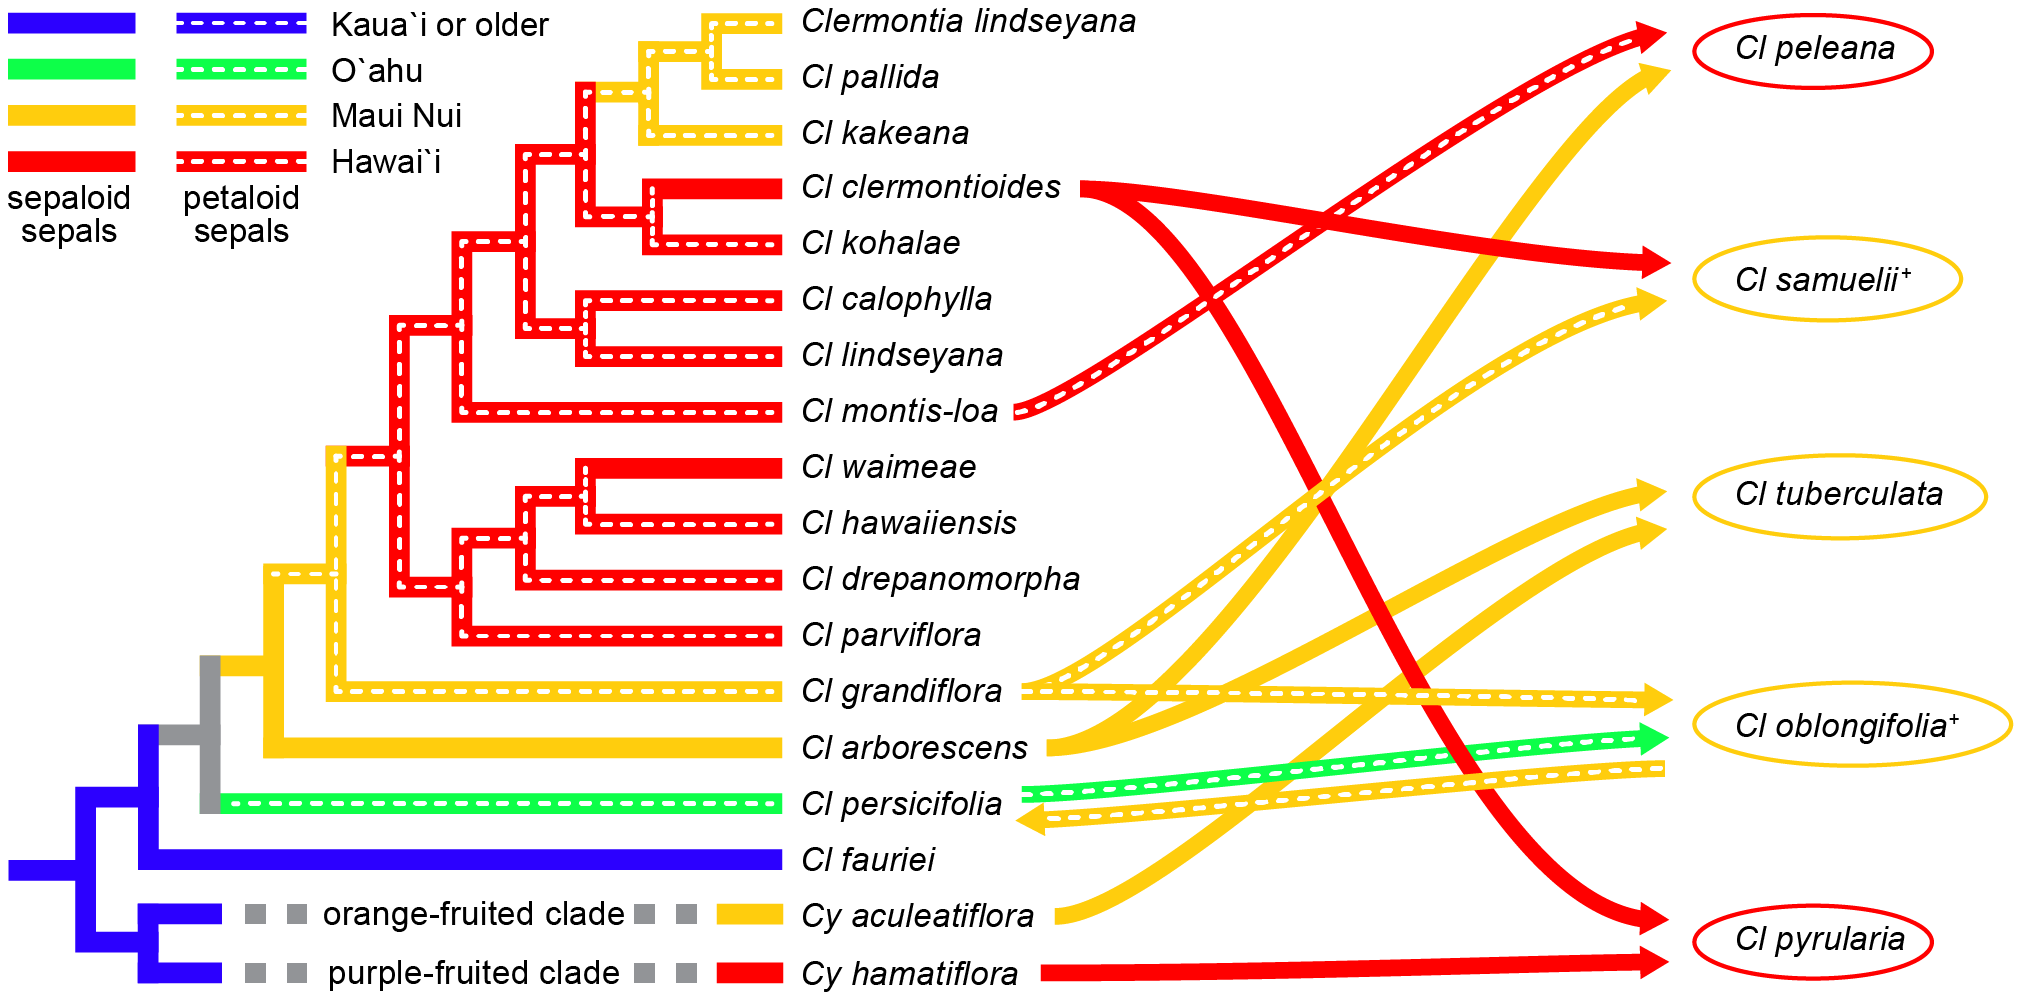 Kaua`i or older
O`ahu
Maui Nui
Hawai`i
sepaloid sepals
petaloid sepals
Clermontia lindseyana
Cl pallida
Cl kakeana
Cl clermontioides
Cl kohalae
Cl calophylla
Cl lindseyana
Cl montis-loa
Cl waimeae
Cl hawaiiensis
Cl drepanomorpha
Cl parviflora
Cl grandiflora
Cl arborescens
Cl persicifolia
Cl fauriei
orange-fruited clade
Cy aculeatiflora
purple-fruited clade
Cy hamatiflora
Cl peleana
Cl samuelii+
Cl tuberculata
Cl oblongifolia+
Cl pyrularia